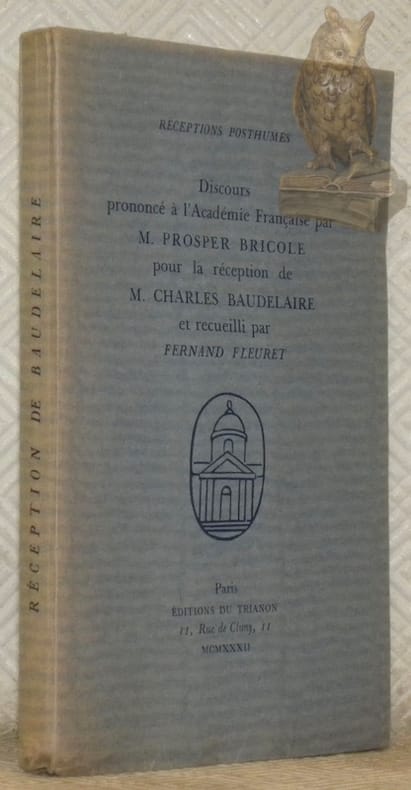 RÉCEPTION DE BAUDELAIRE
RÉCEPTIONS POSTHUMES
Discours
prononcé à l'Académie Française par
M. PROSPER BRICOLE
pour la réception de
M. CHARLES BAUDELAIRE
et recueilli par
FERNAND FLEURET
Paris
ÉDITIONS DU TRIANON
11, Rue de Cluny, 11
MCMXXXII